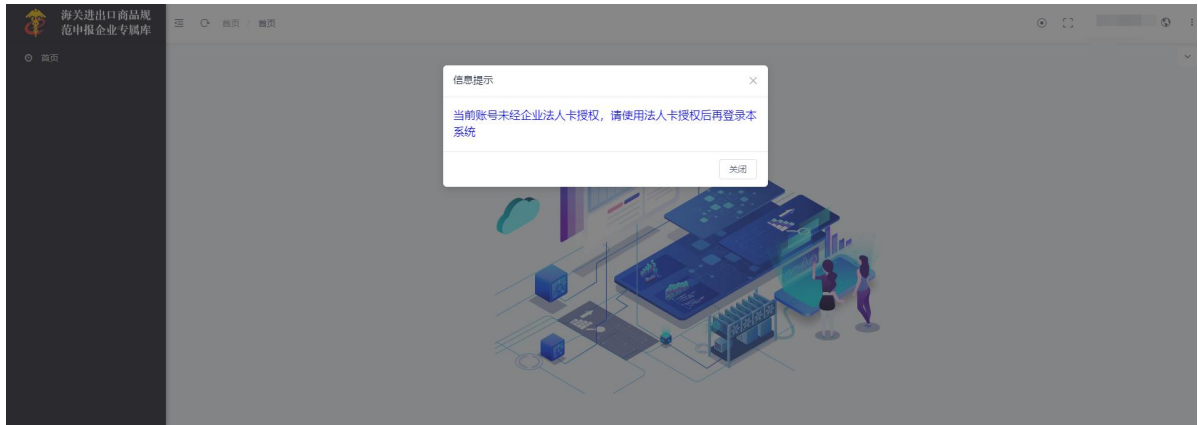 海关进出口商品规
范申报企业专属库
首页 / 首页
首页
信息提示
当前账号未经企业法人卡授权，请使用法人卡授权后再登录本
系统
关闭